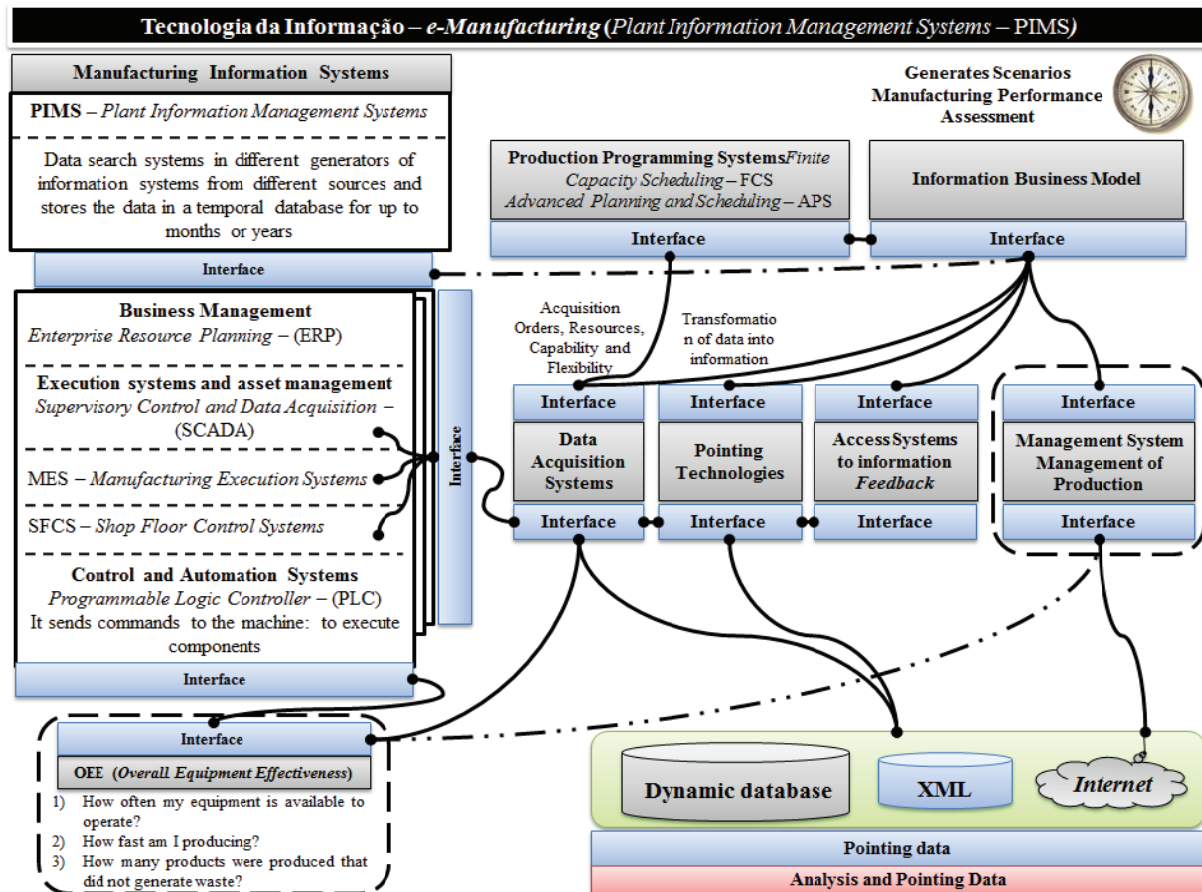 Tecnologia da Informação – e-Manufacturing (Plant Information Management Systems – PIMS)
Manufacturing Information Systems
PIMS – Plant Information Management Systems
Data search systems in different generators of
information systems from different sources and
stores the data in a temporal database for up to
months or years
Interface
Business Management
Enterprise Resource Planning – (ERP)
Execution systems and asset management
Supervisory Control and Data Acquisition –
(SCADA)
MES – Manufacturing Execution Systems
SFCS – Shop Floor Control Systems
Control and Automation Systems
Programmable Logic Controller – (PLC)
It sends commands to the machine: to execute
components
Interface
Interface
Interface
OEE (Overall Equipment Effectiveness)
1) How often my equipment is available to
operate?
2) How fast am I producing?
3) How many products were produced that
did not generate waste?
Generates Scenarios
Manufacturing Performance
Assessment
Production Programming SystemsFinite
Capacity Scheduling – FCS
Advanced Planning and Scheduling – APS
Interface
Information Business Model
Interface
Acquisition
Orders, Resources,
Capability and
Flexibility
Transformatio
n of data into
information
Interface
Data
Acquisition
Systems
Interface
Interface
Pointing
Technologies
Interface
Interface
Access Systems
to information
Feedback
Interface
Interface
Management System
Management of
Production
Interface
Dynamic database
XML
Internet
Pointing data
Analysis and Pointing Data